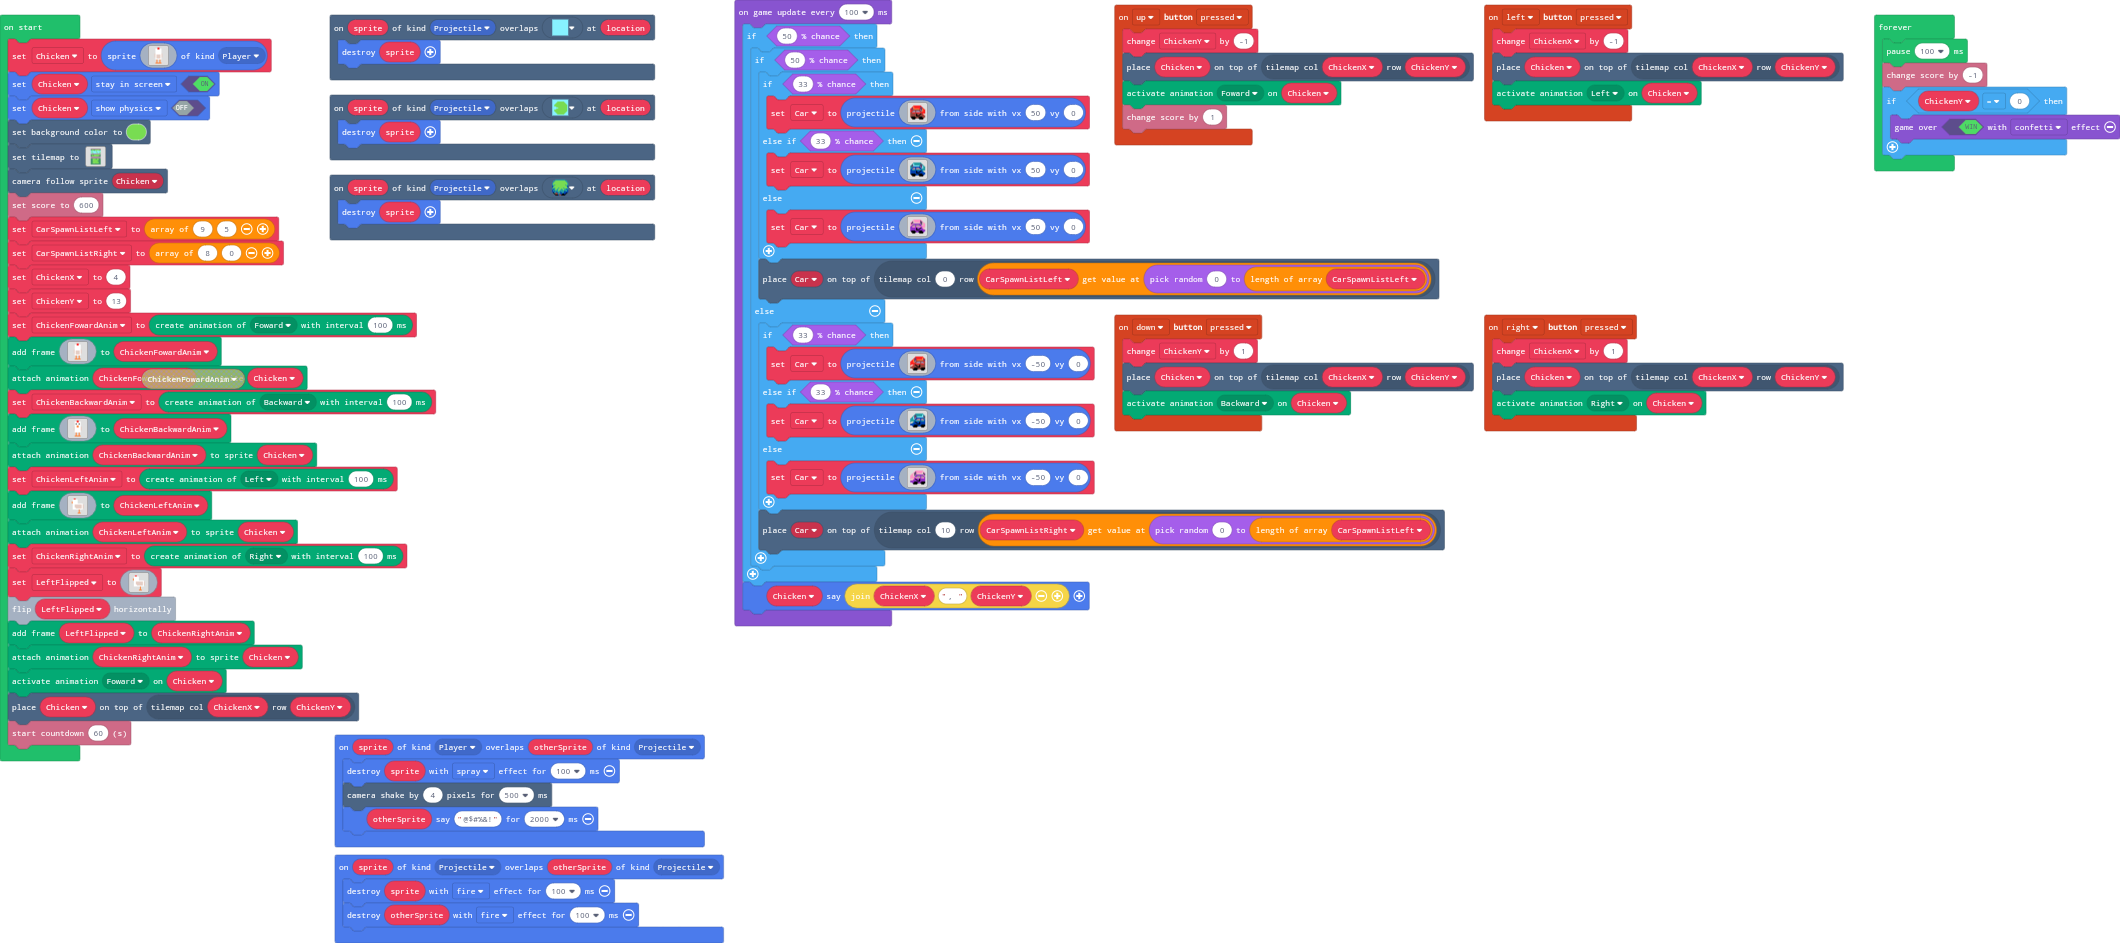 on start
set Chicken to sprite of kind Player
set Chicken stay in screen ON
set Chicken show physics OFF
set background color to
set tilemap to
camera follow sprite Chicken
set score to 600
set CarSpawnListLeft to array of 9 5
set CarSpawnListRight to array of 8 0
set ChickenX to 4
set ChickenY to 13
set ChickenFowardAnim to create animation of Foward with interval 100 ms
add frame to ChickenFowardAnim
attach animation ChickenFo ChickenFowardAnim Chicken
set ChickenBackwardAnim to create animation of Backward with interval 100 ms
add frame to ChickenBackwardAnim
attach animation ChickenBackwardAnim to sprite Chicken
set ChickenLeftAnim to create animation of Left with interval 100 ms
add frame to ChickenLeftAnim
attach animation ChickenLeftAnim to sprite Chicken
set ChickenRightAnim to create animation of Right with interval 100 ms
set LeftFlipped to
flip LeftFlipped horizontally
add frame LeftFlipped to ChickenRightAnim
attach animation ChickenRightAnim to sprite Chicken
activate animation Foward on Chicken
place Chicken on top of tilemap col ChickenX row ChickenY
start countdown 60 (s)
on sprite of kind Projectile overlaps at location
destroy sprite
on sprite of kind Projectile overlaps at location
destroy sprite
on sprite of kind Projectile overlaps at location
destroy sprite
on sprite of kind Player overlaps otherSprite of kind Projectile
destroy sprite with spray effect for 100 ms
camera shake by 4 pixels for 500 ms
otherSprite say "@$#%&!" for 2000 ms
on sprite of kind Projectile overlaps otherSprite of kind Projectile
destroy sprite with fire effect for 100 ms
destroy otherSprite with fire effect for 100 ms
on game update every 100 ms
if 50 % chance then
if 50 % chance then
if 33 % chance then
set Car to projectile from side with vx 50 vy 0
else if 33 % chance then
set Car to projectile from side with vx 50 vy 0
else
set Car to projectile from side with vx 50 vy 0
place Car on top of tilemap col 0 row CarSpawnListLeft get value at pick random 0 to length of array CarSpawnListLeft
else
if 33 % chance then
set Car to projectile from side with vx -50 vy 0
else if 33 % chance then
set Car to projectile from side with vx -50 vy 0
else
set Car to projectile from side with vx -50 vy 0
place Car on top of tilemap col 10 row CarSpawnListRight get value at pick random 0 to length of array CarSpawnListLeft
Chicken say join ChickenX ", " ChickenY
on up button pressed
change ChickenY by -1
place Chicken on top of tilemap col ChickenX row ChickenY
activate animation Foward on Chicken
change score by 1
on down button pressed
change ChickenY by 1
place Chicken on top of tilemap col ChickenX row ChickenY
activate animation Backward on Chicken
on left button pressed
change ChickenX by -1
place Chicken on top of tilemap col ChickenX row ChickenY
activate animation Left on Chicken
on right button pressed
change ChickenX by 1
place Chicken on top of tilemap col ChickenX row ChickenY
activate animation Right on Chicken
forever
pause 100 ms
change score by -1
if ChickenY = 0 then
game over WIN with confetti effect